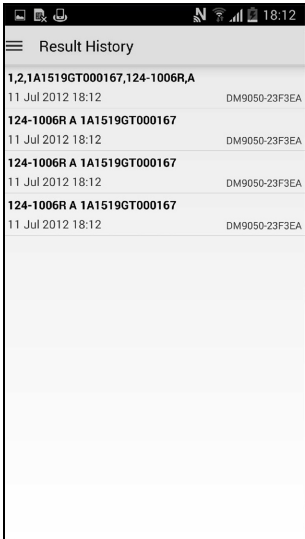 18:12
Result History
1,2,1A1519GT000167,124-1006R,A
11 Jul 2012 18:12 DM9050-23F3EA
124-1006R A 1A1519GT000167
11 Jul 2012 18:12 DM9050-23F3EA
124-1006R A 1A1519GT000167
11 Jul 2012 18:12 DM9050-23F3EA
124-1006R A 1A1519GT000167
11 Jul 2012 18:12 DM9050-23F3EA